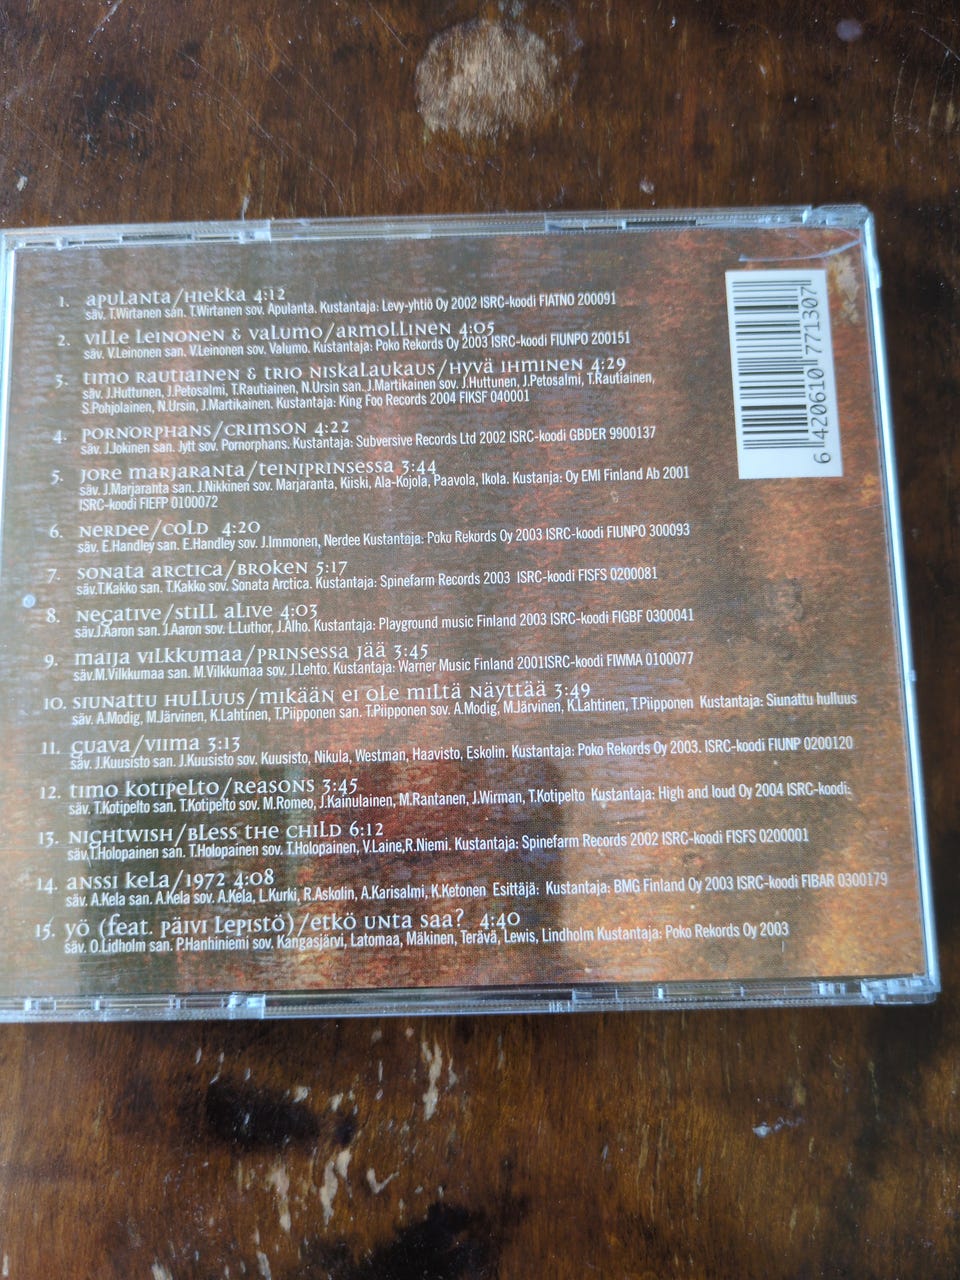 1. apulanta/Hiekka 4:12
säv. T.Wirtanen san. T.Wirtanen sov. Apulanta. Kustantaja: Levy-yhtiö Oy 2002 ISRC-koodi FIATNO 200091
2. Ville Leinonen & Valumo/Armollinen 4:05
säv. V.Leinonen san. V.Leinonen sov. Valumo. Kustantaja: Poko Rekords Oy 2003 ISRC-koodi FIUNPO 200151
3. Timo Rautiainen & Trio Niskalaukaus/Hyvä Ihminen 4:29
säv. J.Huttunen, J.Petosalmi, T.Rautiainen, N.Ursin san. J.Martikainen sov. J.Huttunen, J.Petosalmi, T.Rautiainen,
S.Pohjolainen, N.Ursin, J.Martikainen. Kustantaja: King Foo Records 2004 FIKSF 040001
4. Pornorphans/Crimson 4:22
säv. J.Jokinen san. Jytt sov. Pornorphans. Kustantaja: Subversive Records Ltd 2002 ISRC-koodi GBDER 9900137
5. Jore Marjaranta/Teiniprinsessa 3:44
säv. J.Marjarahta san. J.Nikkinen sov. Marjaranta, Kiiski, Ala-Kojola, Paavola, Ikola. Kustanja: Oy EMI Finland Ab 2001
ISRC-koodi FIEFP 0100072
6. Nerdee/Cold 4:20
säv. E.Handley san. E.Handley sov. J.Immonen, Nerdee Kustantaja: Poko Rekords Oy 2003 ISRC-koodi FIUNPO 300093
7. Sonata Arctica/Broken 5:17
säv.T.Kakko san. T.Kakko sov. Sonata Arctica. Kustantaja: Spinefarm Records 2003 ISRC-koodi FISFS 0200081
8. Negative/Still Alive 4:03
säv.J.Aaron san. J.Aaron sov. L.Luthor, J.Alho. Kustantaja: Playground music Finland 2003 ISRC-koodi FIGBF 0300041
9. Maija Vilkkumaa/Prinsessa Jää 3:45
säv.M.Vilkkumaa san. M.Vilkkumaa sov. J.Lehto. Kustantaja: Warner Music Finland 2001ISRC-koodi FIWMA 0100077
10. Siunattu Hulluus/Mikään ei ole miltä näyttää 3:49
säv. A.Modig, M.Järvinen, K.Lahtinen, T.Piipponen san. T.Piipponen sov. A.Modig, M.Järvinen, K.Lahtinen, T.Piipponen Kustantaja: Siunattu hulluus
11. Guava/Viima 3:13
säv. J.Kuusisto san. J.Kuusisto sov. Kuusisto, Nikula, Westman, Haavisto, Eskolin. Kustantaja: Poko Rekords Oy 2003. ISRC-koodi FIUNP 0200120
12. Timo Kotipelto/Reasons 3:45
säv. T.Kotipelto san. T.Kotipelto sov. M.Romeo, J.Kainulainen, M.Rantanen, J.Wirman, T.Kotipelto Kustantaja: High and loud Oy 2004 ISRC-koodi:
13. Nightwish/Bless the Child 6:12
säv.T.Holopainen san. T.Holopainen sov. T.Holopainen, V.Laine,R.Niemi. Kustantaja: Spinefarm Records 2002 ISRC-koodi FISFS 0200001
14. Anssi Kela/1972 4:08
säv. A.Kela san. A.Kela sov. A.Kela, L.Kurki, R.Askolin, A.Karisalmi, K.Ketonen Esittäjä: Kustantaja: BMG Finland Oy 2003 ISRC-koodi FIBAR 0300179
15. Yö (feat. Päivi Lepistö)/Etkö unta saa? 4:40
säv. O.Lidholm san. P.Hanhiniemi sov. Kangasjärvi, Latomaa, Mäkinen, Terävä, Lewis, Lindholm Kustantaja: Poko Rekords Oy 2003
6 420610 771307